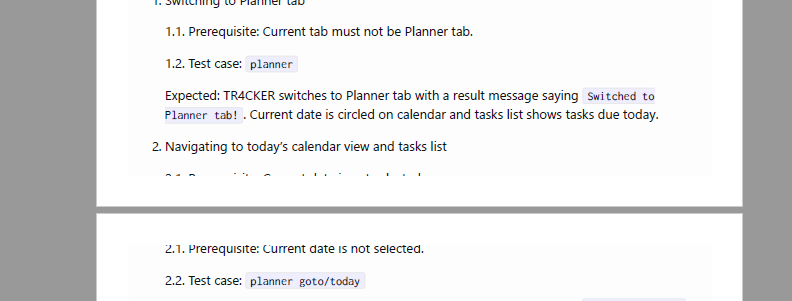 1. Switching to Planner tab
1.1. Prerequisite: Current tab must not be Planner tab.
1.2. Test case: planner
Expected: TR4CKER switches to Planner tab with a result message saying Switched to
Planner tab! . Current date is circled on calendar and tasks list shows tasks due today.
2. Navigating to today's calendar view and tasks list
2.1. Prerequisite: Current date is not selected.
2.2. Test case: planner goto/today